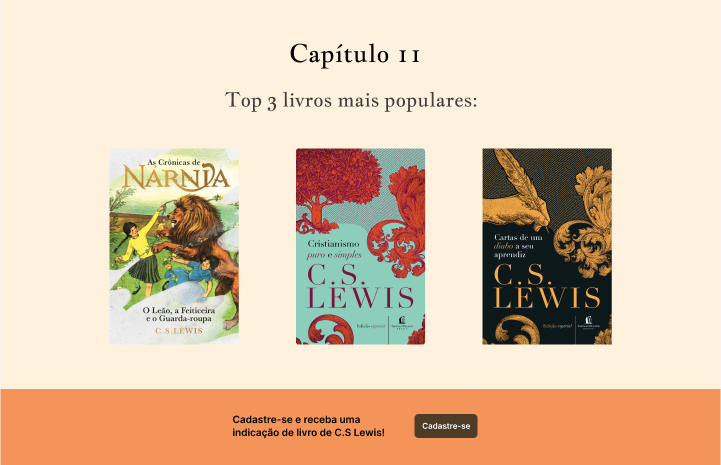 Capítulo 11
Top 3 livros mais populares:
As Crônicas de
NÁRNIA
O Leão, a Feiticeira
e o Guarda-roupa
C.S.LEWIS
Cristianismo
puro e simples
C.S.
LEWIS
Edição especial
Cartas de um
diabo a seu
aprendiz
C.S.
LEWIS
Edição especial
Cadastre-se e receba uma
indicação de livro de C.S Lewis!
Cadastre-se